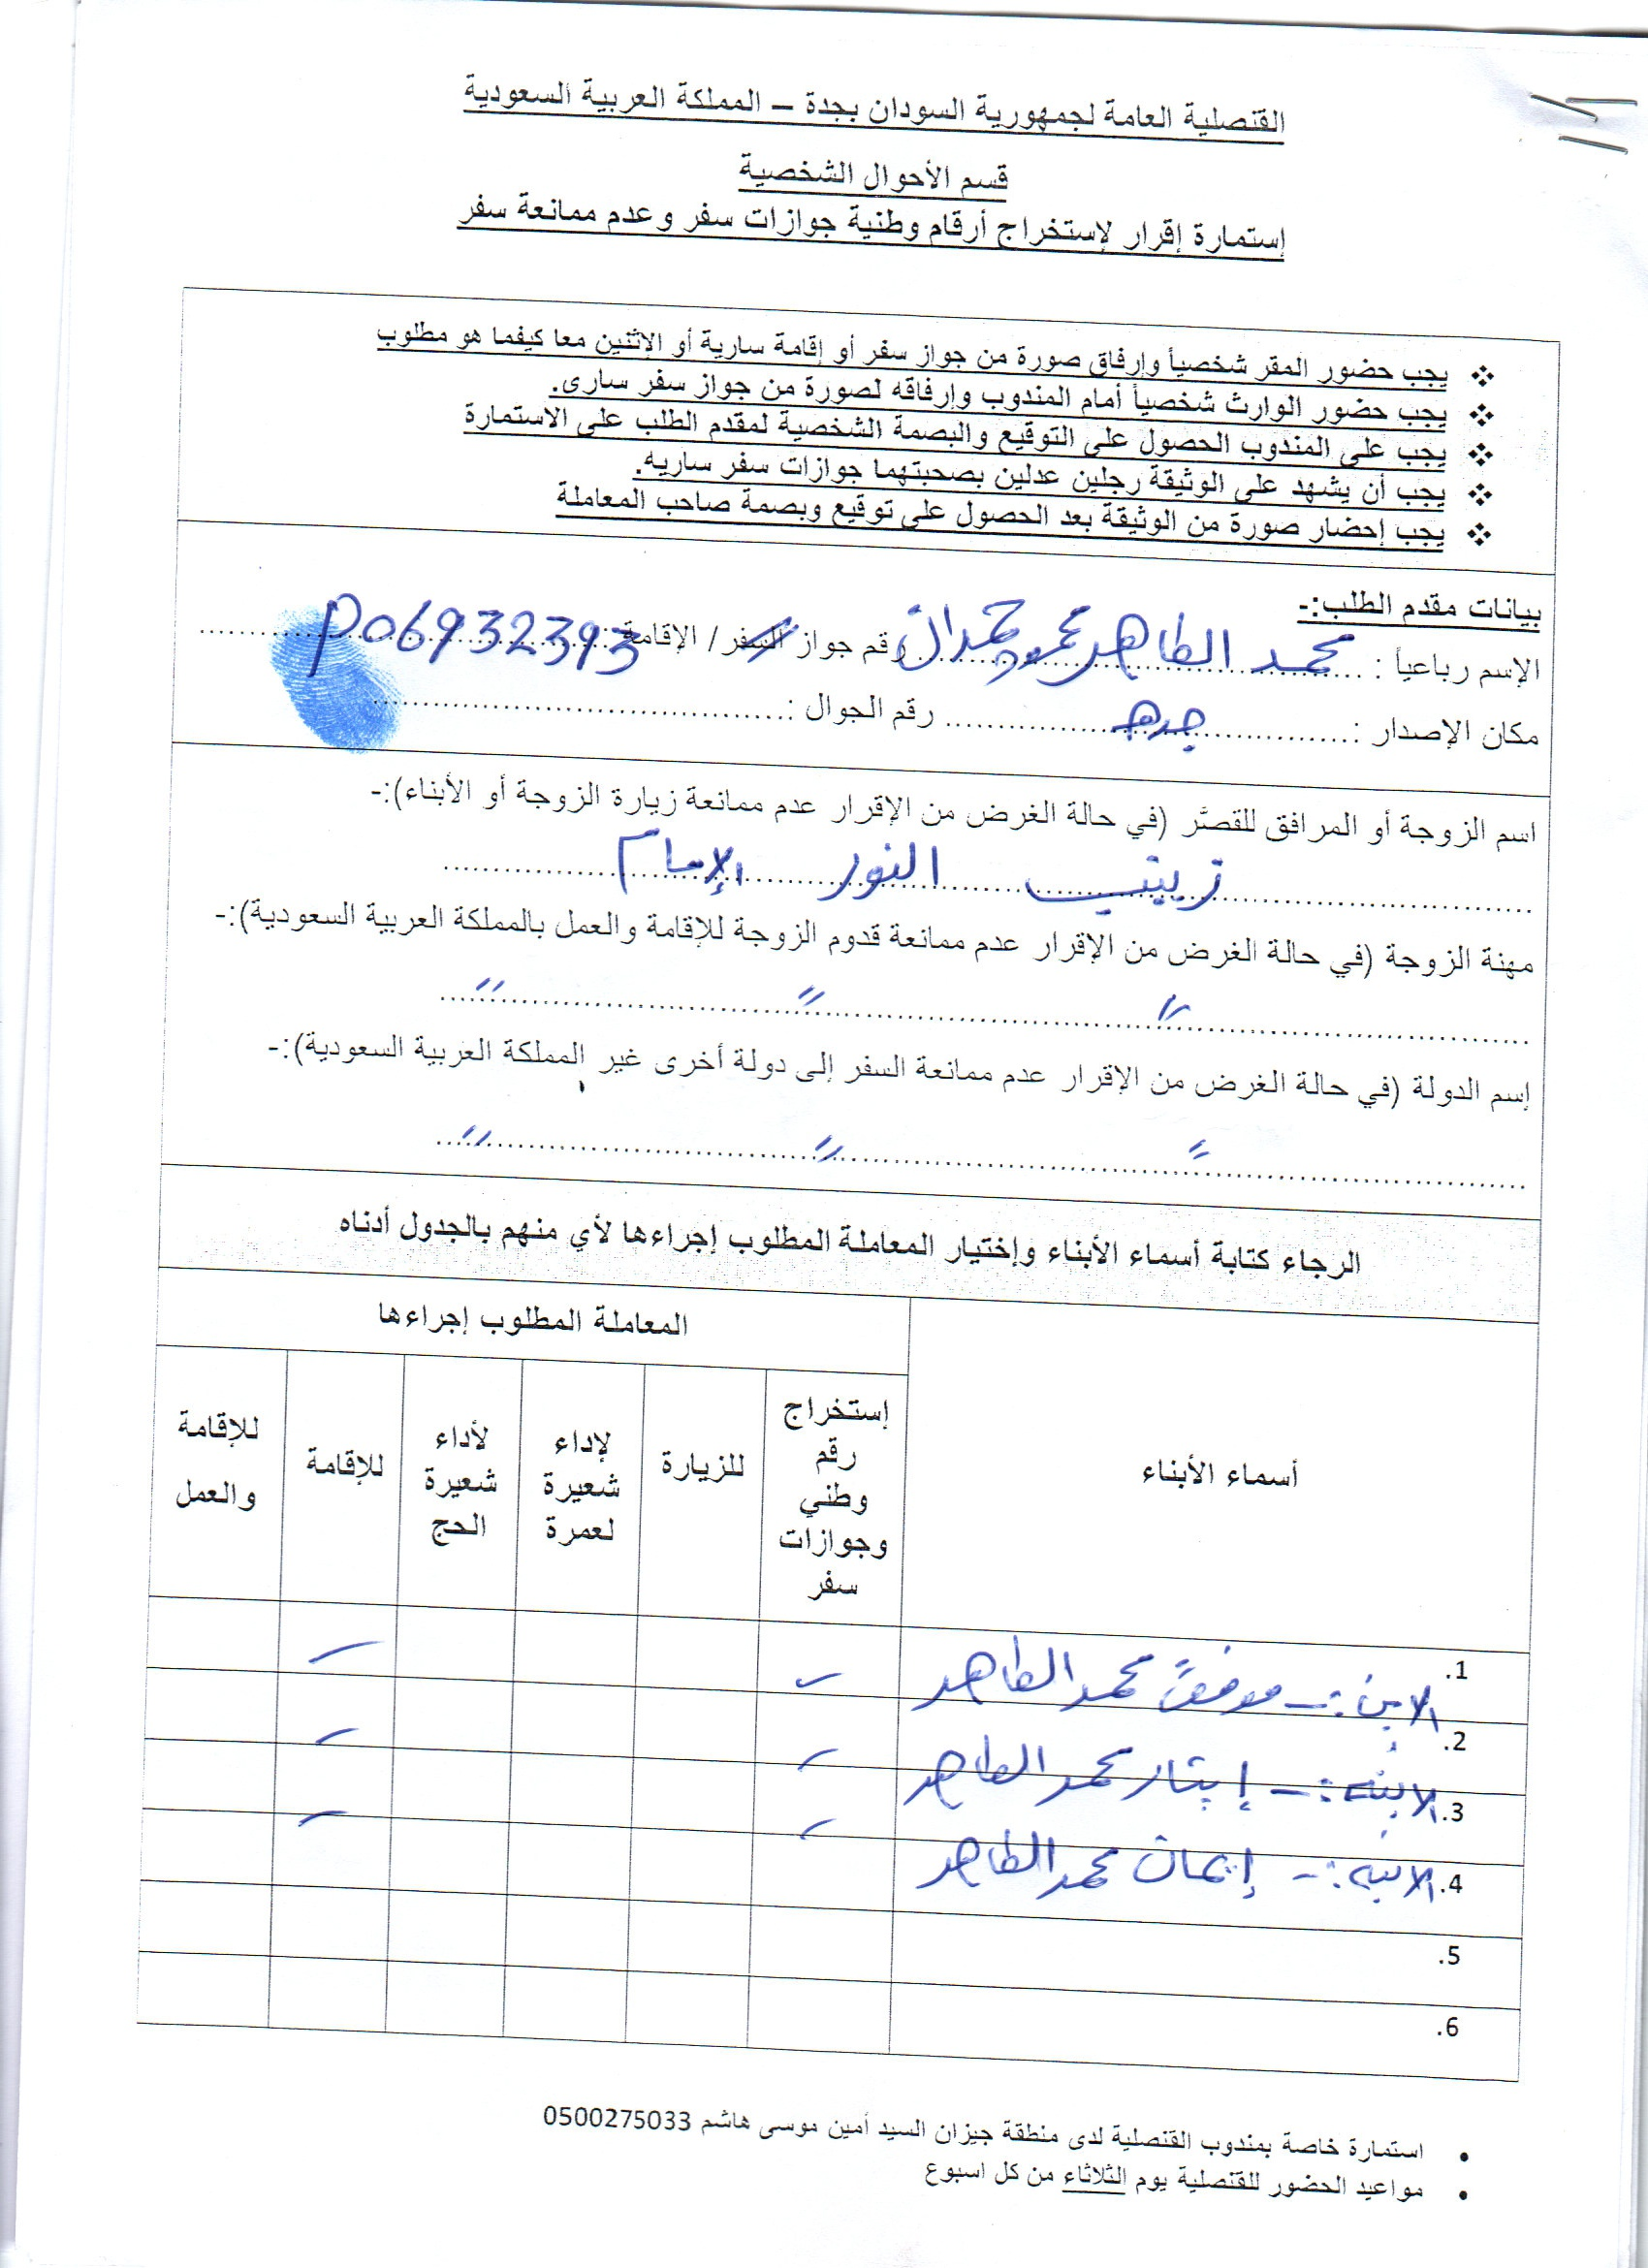 القنصلية العامة لجمهورية السودان بجدة – المملكة العربية السعودية
قسم الأحوال الشخصية
إستمارة إقرار لإستخراج أرقام وطنية جوازات سفر وعدم ممانعة سفر
❖ يجب حضور المقر شخصياً وإرفاق صورة من جواز سفر أو إقامة سارية أو الإثنين معا كيفما هو مطلوب
❖ يجب حضور الوارث شخصياً أمام المندوب وإرفاقه لصورة من جواز سفر سارى.
❖ يجب على المندوب الحصول على التوقيع والبصمة الشخصية لمقدم الطلب على الاستمارة
❖ يجب أن يشهد على الوثيقة رجلين عدلين بصحبتهما جوازات سفر ساريه.
❖ يجب إحضار صورة من الوثيقة بعد الحصول على توقيع وبصمة صاحب المعاملة
بيانات مقدم الطلب:-
الإسم رباعياً : محمد الطاهر حمدان رقم جواز السفر/ الإقامة P06932393
مكان الإصدار : جده رقم الجوال :
اسم الزوجة أو المرافق للقصَّر (في حالة الغرض من الإقرار عدم ممانعة زيارة الزوجة أو الأبناء):-
زينب النور الإمام
مهنة الزوجة (في حالة الغرض من الإقرار عدم ممانعة قدوم الزوجة للإقامة والعمل بالمملكة العربية السعودية):-
〃 〃 〃
إسم الدولة (في حالة الغرض من الإقرار عدم ممانعة السفر إلى دولة أخرى غير المملكة العربية السعودية):-
〃 〃 〃
الرجاء كتابة أسماء الأبناء وإختيار المعاملة المطلوب إجراءها لأي منهم بالجدول أدناه
المعاملة المطلوب إجراءها
أسماء الأبناء
إستخراج رقم وطني وجوازات سفر
للزيارة
لإداء شعيرة لعمرة
لأداء شعيرة الحج
للإقامة
للإقامة والعمل
1. الابن :- موفق محمد الطاهر
2.
الابنه :- إيثار محمد الطاهر
3.
الابنه :- إيمان محمد الطاهر
4.
5.
6.
• استمارة خاصة بمندوب القنصلية لدى منطقة جيزان السيد أمين موسى هاشم 0500275033
• مواعيد الحضور للقنصلية يوم الثلاثاء من كل اسبوع